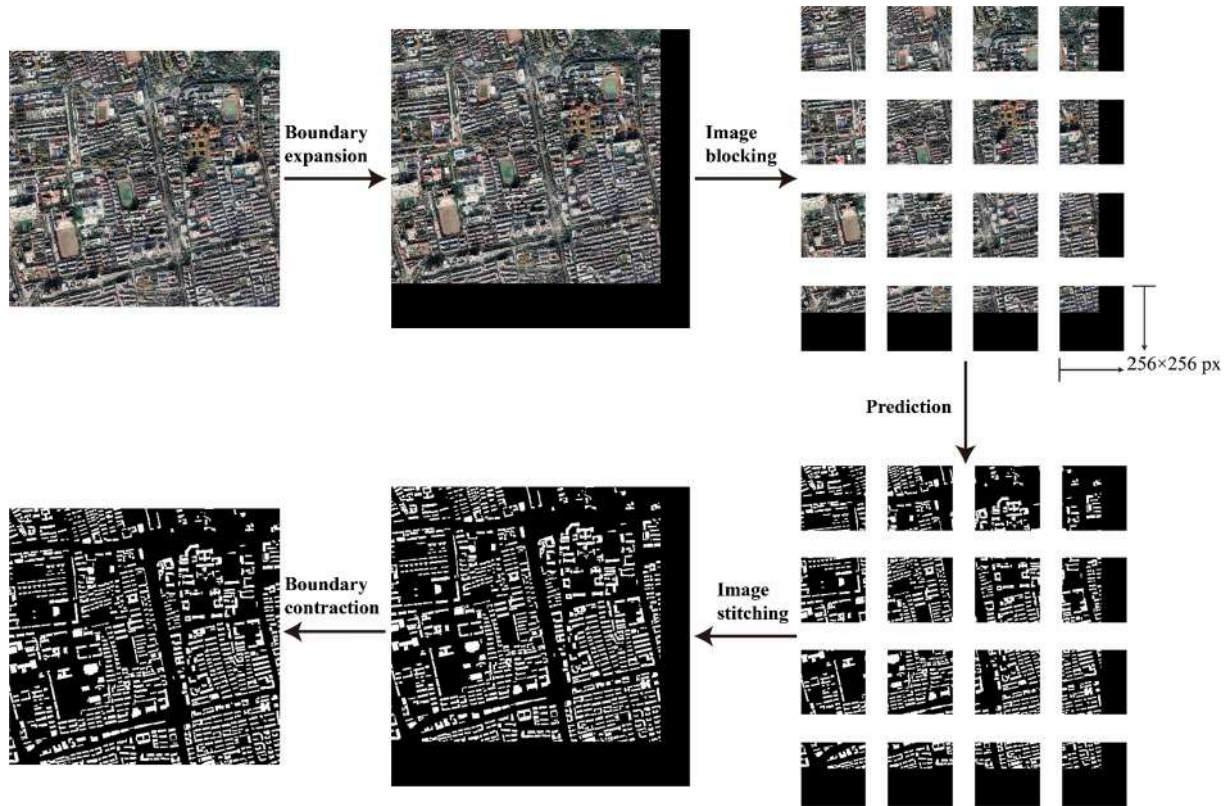 Boundary
expansion
Image
blocking
256×256 px
Prediction
Boundary
contraction
Image
stitching